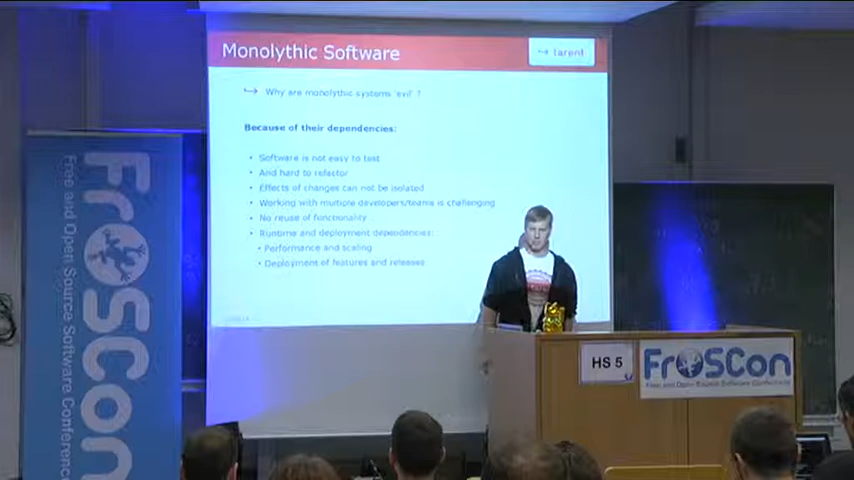 Monolythic Software
tarent
Why are monolythic systems 'evil' ?
Because of their dependencies:
• Software is not easy to test
• And hard to refactor
• Effects of changes can not be isolated
• Working with multiple developers/teams is challenging
• No reuse of functionality
• Runtime and deployment dependencies:
• Performance and scaling
• Deployment of features and releases
FrOSCon
Free and Open Source Software Conference
HS 5
FrOSCon
Free and Open Source Software Conference